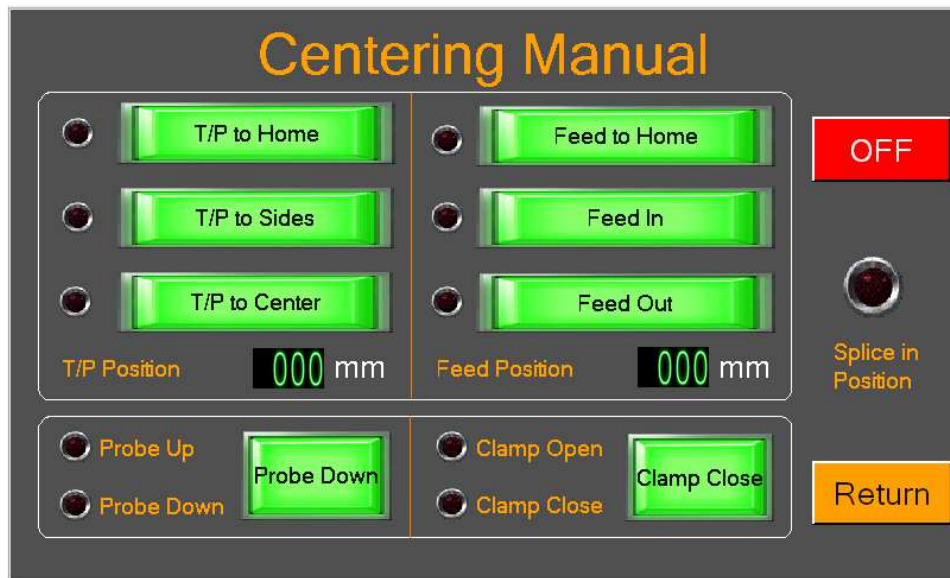 Centering Manual
T/P to Home
Feed to Home
OFF
T/P to Sides
Feed In
T/P to Center
Feed Out
T/P Position 000 mm
Feed Position 000 mm
Splice in
Position
Probe Up
Probe Down
Probe Down
Clamp Open
Clamp Close
Clamp Close
Return